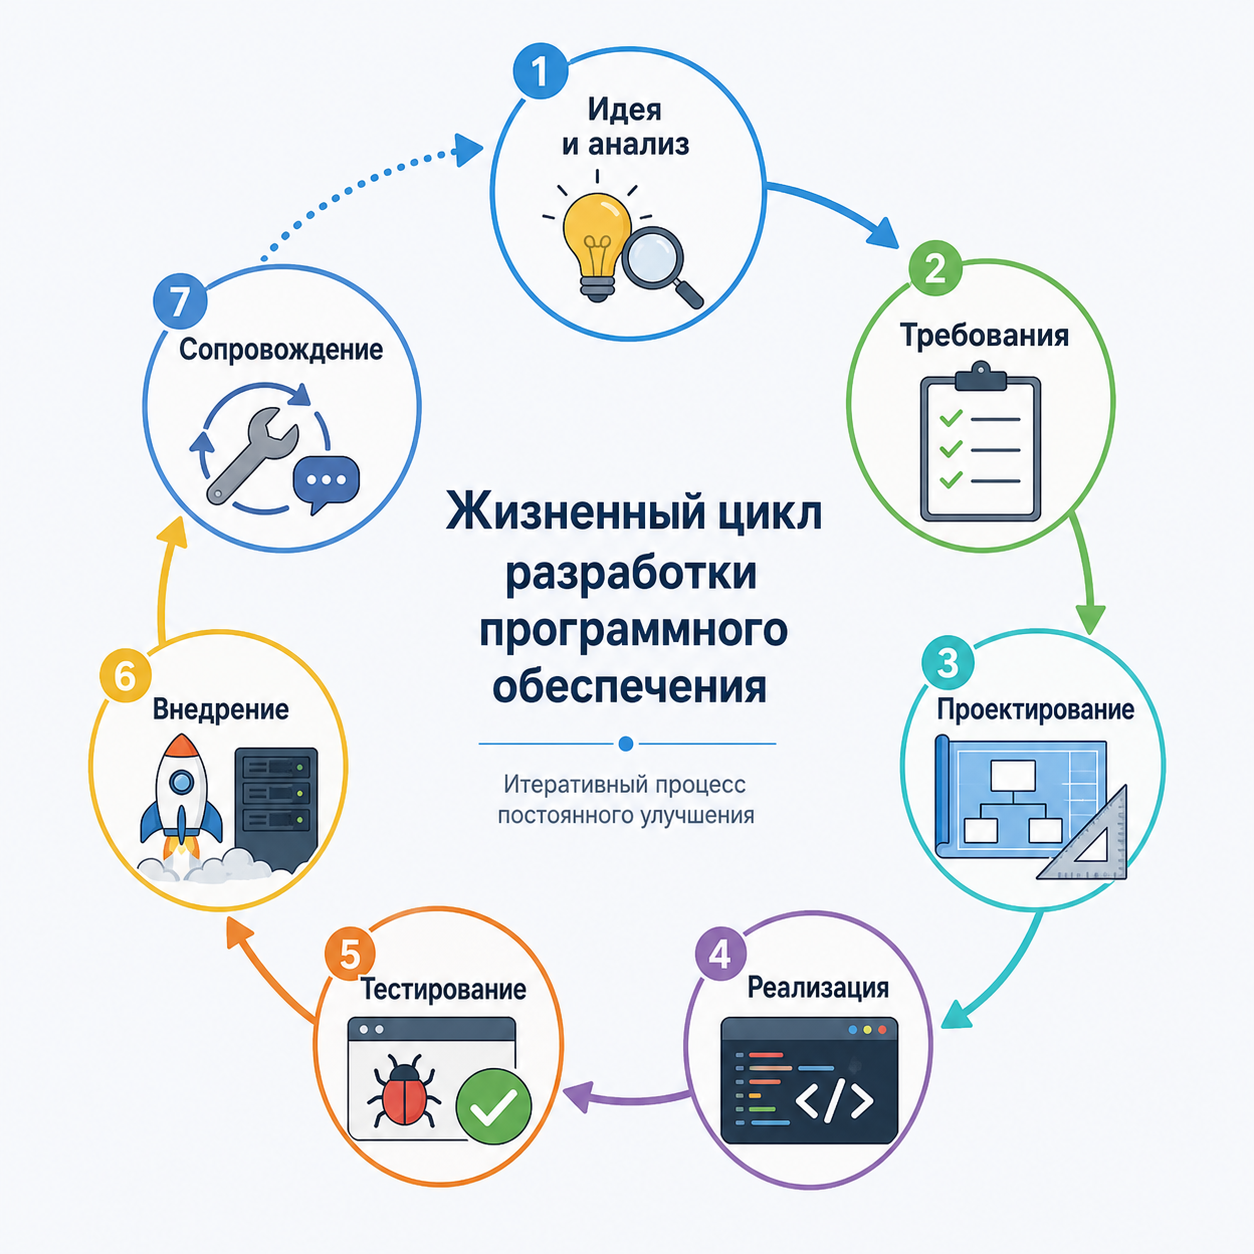 1
Идея
и анализ
2
Требования
3
Проектирование
4
Реализация
</>
5
Тестирование
6
Внедрение
7
Сопровождение
Жизненный цикл
разработки
программного
обеспечения
Итеративный процесс
постоянного улучшения